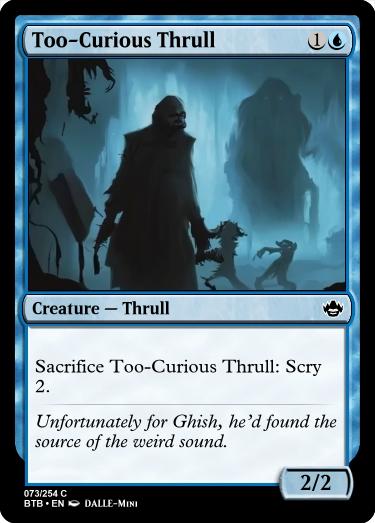 Too-Curious Thrull 1
Creature — Thrull
Sacrifice Too-Curious Thrull: Scry
2.
Unfortunately for Ghish, he'd found the
source of the weird sound.
2/2
073/254 C
BTB • EN DALLE-Mini